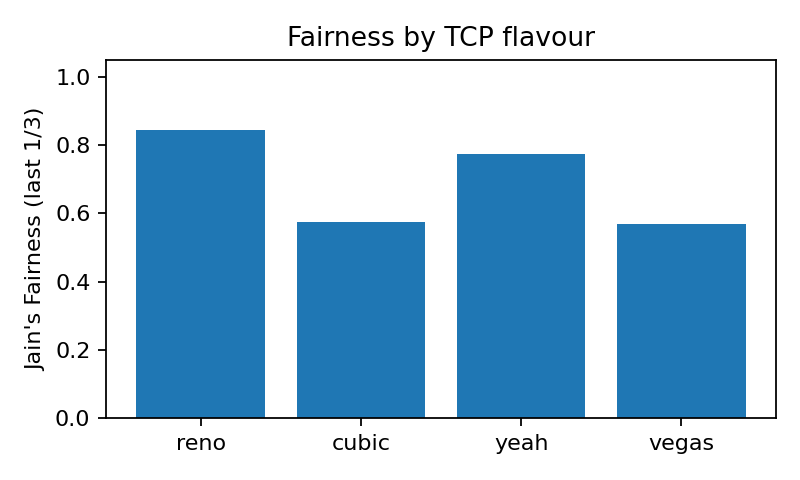 Fairness by TCP flavour
Jain's Fairness (last 1/3)
1.0
0.8
0.6
0.4
0.2
0.0
reno cubic yeah vegas